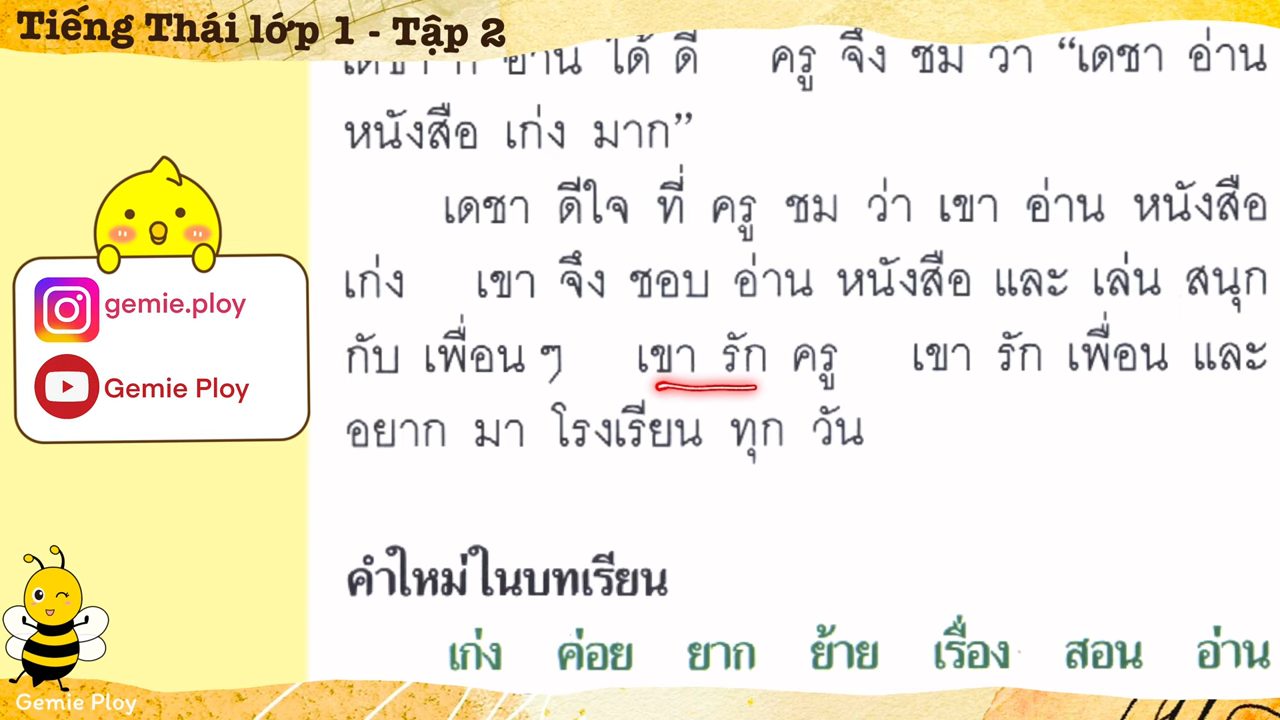 Tiếng Thái lớp 1 - Tập 2
อ่าน ได้ ดี ครู จึง ชม ว่า “เดชา อ่าน
หนังสือ เก่ง มาก”
เดชา ดีใจ ที่ ครู ชม ว่า เขา อ่าน หนังสือ
เก่ง เขา จึง ชอบ อ่าน หนังสือ และ เล่น สนุก
กับ เพื่อน ๆ เขา รัก ครู เขา รัก เพื่อน และ
อยาก มา โรงเรียน ทุก วัน
คำใหม่ในบทเรียน
เก่ง ค่อย ยาก ย้าย เรื่อง สอน อ่าน
gemie.ploy
Gemie Ploy
Gemie Ploy